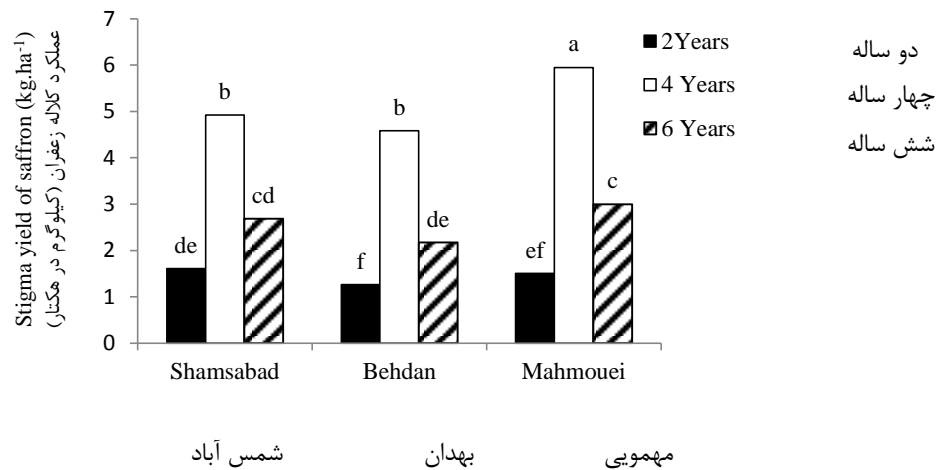 Stigma yield of saffron (kg.ha⁻¹)
عملکرد کلاله زعفران (کیلوگرم در هکتار)
7
6
5
4
3
2
1
0
de
b
cd
f
b
de
ef
a
c
2Years
4 Years
6 Years
دو ساله
چهار ساله
شش ساله
Shamsabad
Behdan
Mahmouei
شمس آباد
بهدان
مهمویی